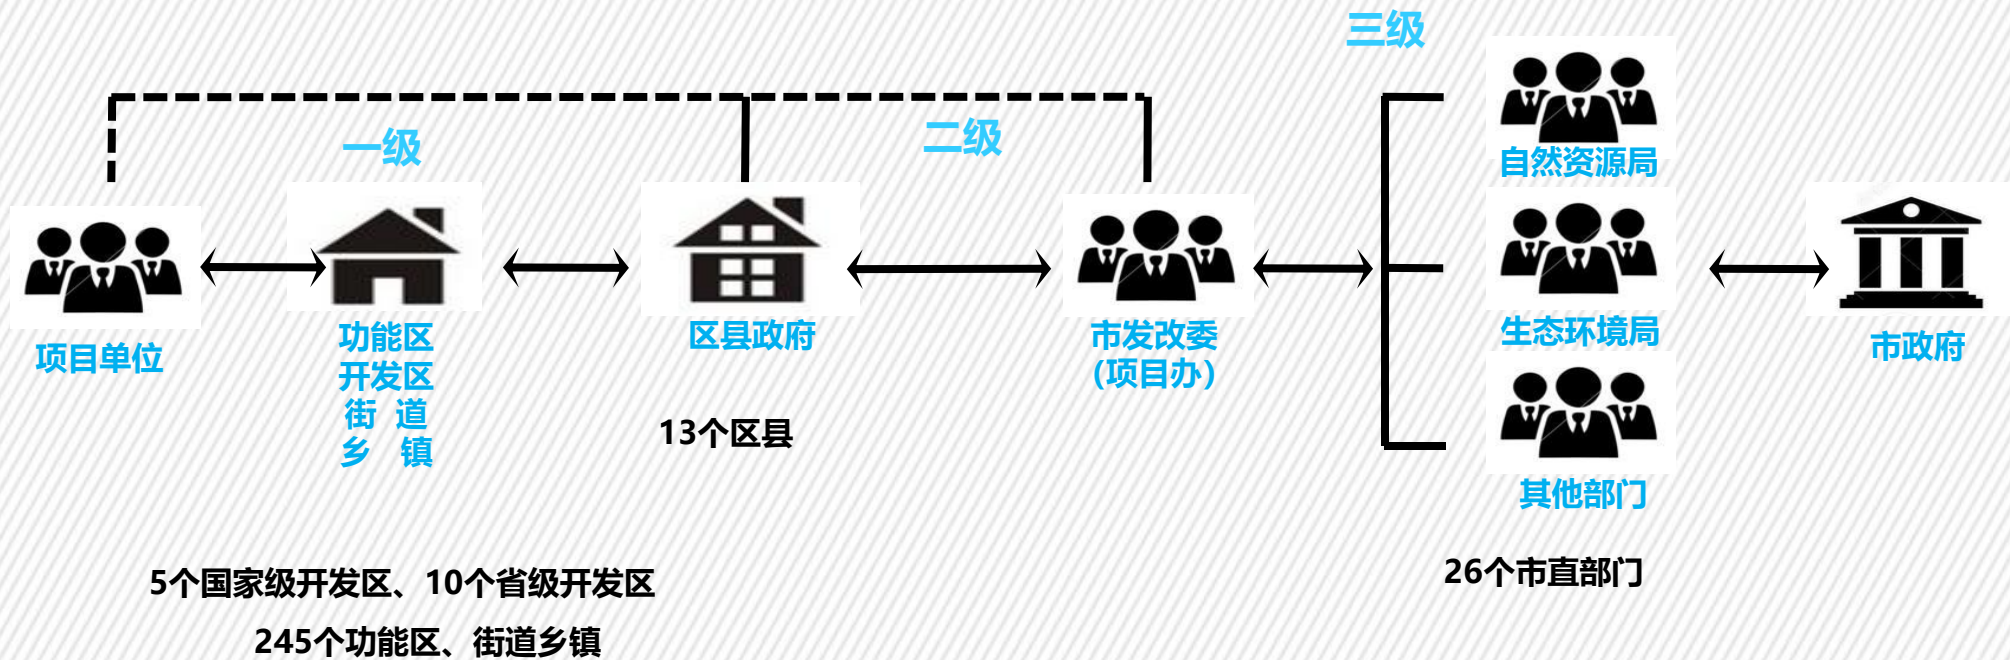 三级
一级
二级
自然资源局
项目单位
功能区
开发区
街 道
乡 镇
区县政府
市发改委
（项目办）
生态环境局
市政府
13个区县
其他部门
5个国家级开发区、10个省级开发区
245个功能区、街道乡镇
26个市直部门